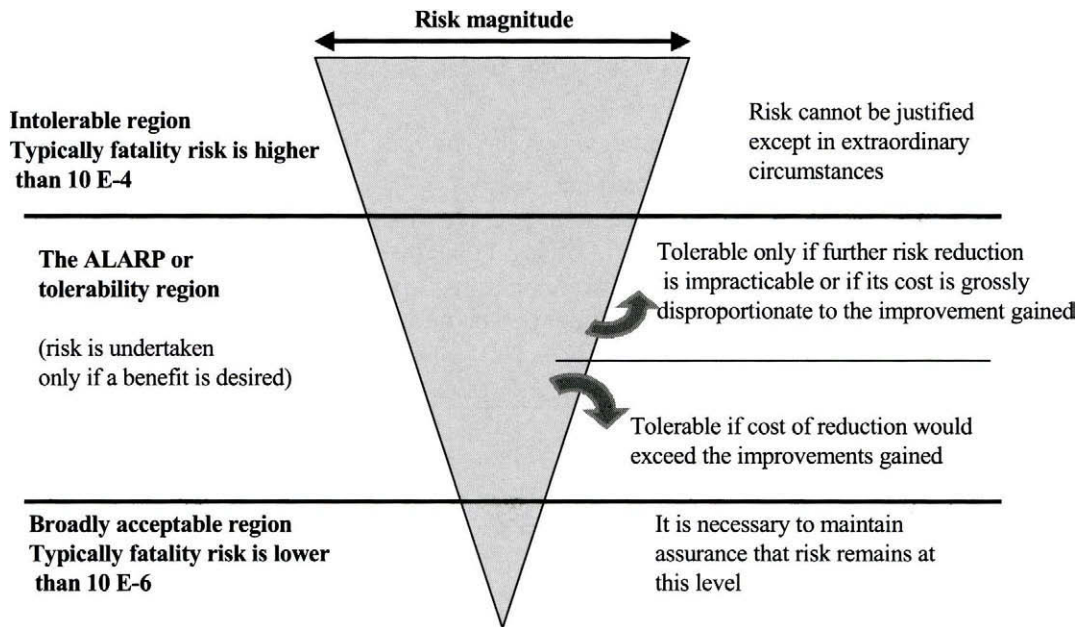 Risk magnitude
Intolerable region
Typically fatality risk is higher
than 10 E-4
Risk cannot be justified
except in extraordinary
circumstances
The ALARP or
tolerability region
(risk is undertaken
only if a benefit is desired)
Tolerable only if further risk reduction
is impracticable or if its cost is grossly
disproportionate to the improvement gained
Tolerable if cost of reduction would
exceed the improvements gained
Broadly acceptable region
Typically fatality risk is lower
than 10 E-6
It is necessary to maintain
assurance that risk remains at
this level